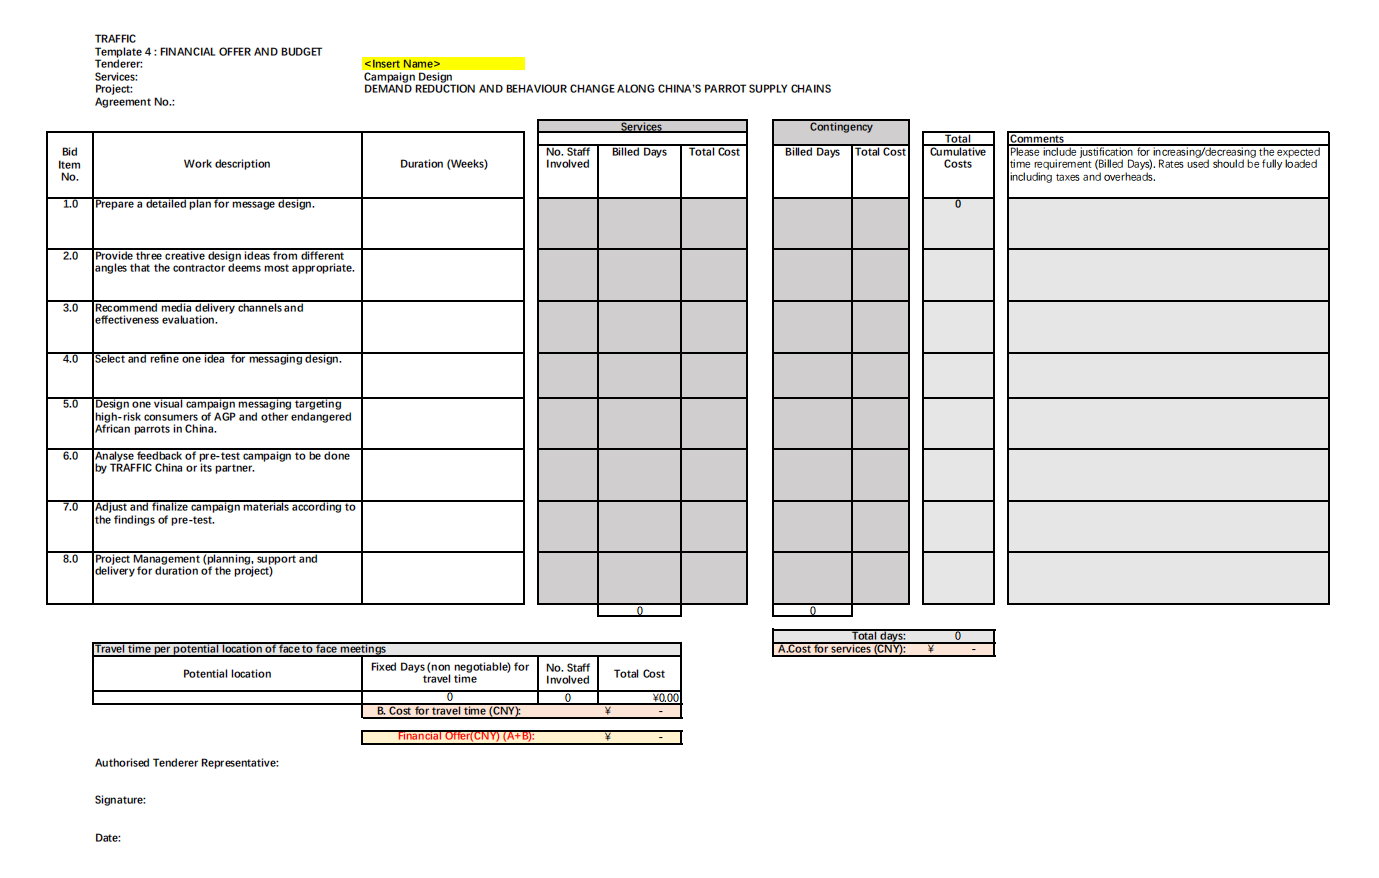 TRAFFIC
Template 4 : FINANCIAL OFFER AND BUDGET
Tenderer: <Insert Name>
Services: Campaign Design
Project: DEMAND REDUCTION AND BEHAVIOUR CHANGE ALONG CHINA'S PARROT SUPPLY CHAINS
Agreement No.:
Services Contingency
Total Comments
Bid Item No. Work description Duration (Weeks) No. Staff Involved Billed Days Total Cost Billed Days Total Cost Cumulative Costs
Please include justification for increasing/decreasing the expected
time requirement (Billed Days). Rates used should be fully loaded
including taxes and overheads.
1.0 Prepare a detailed plan for message design. 0
2.0 Provide three creative design ideas from different
angles that the contractor deems most appropriate.
3.0 Recommend media delivery channels and
effectiveness evaluation.
4.0 Select and refine one idea for messaging design.
5.0 Design one visual campaign messaging targeting
high-risk consumers of AGP and other endangered
African parrots in China.
6.0 Analyse feedback of pre-test campaign to be done
by TRAFFIC China or its partner.
7.0 Adjust and finalize campaign materials according to
the findings of pre-test.
8.0 Project Management (planning, support and
delivery for duration of the project)
0 0
Total days: 0
A.Cost for services (CNY): ¥ -
Travel time per potential location of face to face meetings
Potential location Fixed Days (non negotiable) for travel time No. Staff Involved Total Cost
0 0 ¥0.00
B. Cost for travel time (CNY): ¥ -
Financial Offer(CNY) (A+B): ¥ -
Authorised Tenderer Representative:
Signature:
Date: